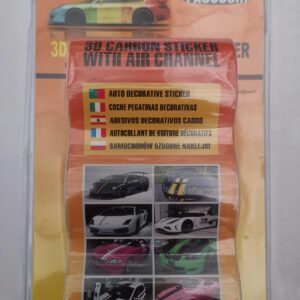 3D CARBON STICKER
WITH AIR CHANNEL
AUTO DECORATIVE STICKER
COCHE PEGATINAS DECORATIVAS
ADESIVOS DECORATIVOS CARRO
AUTOCOLLANT DE VOITURE DÉCORATIFS
SAMOCHODÓW OZDOBNE NAKLEJKI